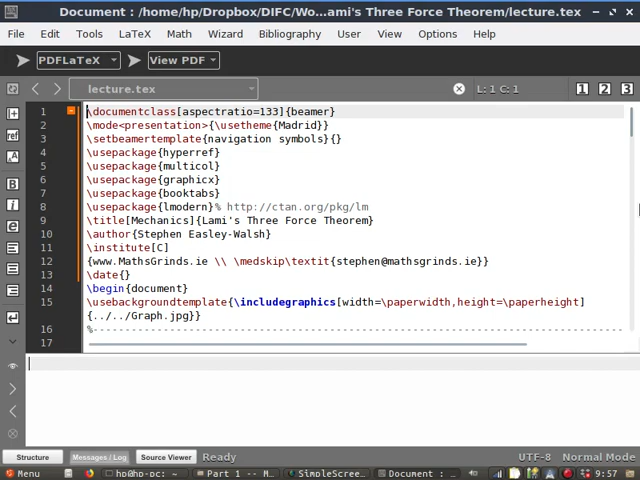 Document : /home/hp/Dropbox/DIFC/Wo...ami's Three Force Theorem/lecture.tex
File Edit Tools LaTeX Math Wizard Bibliography User View Options Help
PDFLaTeX View PDF
lecture.tex L: 1 C: 1 1 2 3
1 \documentclass[aspectratio=133]{beamer}
2 \mode<presentation>{\usetheme{Madrid}}
3 \setbeamertemplate{navigation symbols}{}
4 \usepackage{hyperref}
5 \usepackage{multicol}
6 \usepackage{graphicx}
7 \usepackage{booktabs}
8 \usepackage{lmodern}% http://ctan.org/pkg/lm
9 \title[Mechanics]{Lami's Three Force Theorem}
10 \author{Stephen Easley-Walsh}
11 \institute[C]
12 {www.MathsGrinds.ie \\ \medskip\textit{stephen@mathsgrinds.ie}}
13 \date{}
14 \begin{document}
15 \usebackgroundtemplate{\includegraphics[width=\paperwidth,height=\paperheight]
{../../Graph.jpg}}
16 %-----------------------------------------------------------------------------
17
Structure Messages / Log Source Viewer Ready UTF-8 Normal Mode
Menu hp@hp-pc: ~ Part 1 -- M... SimpleScree... Document : ... 9:57